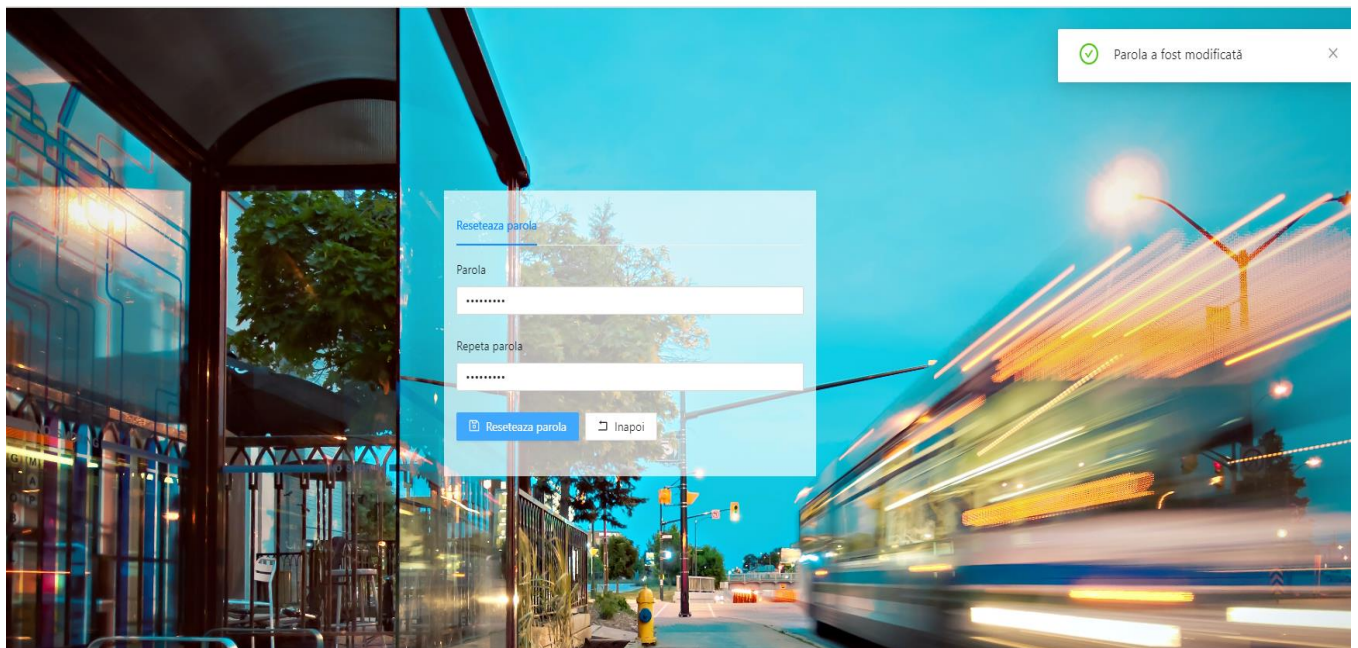 Parola a fost modificată
Reseteaza parola
Parola
Repeta parola
Reseteaza parola
Inapoi